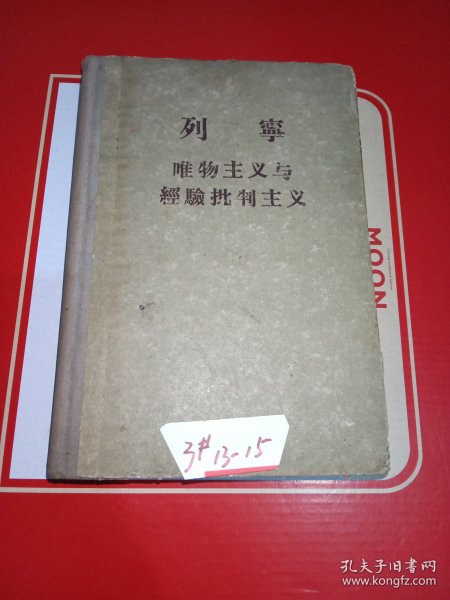 列 寧
唯物主义与
經驗批判主义
MOON
3# 13-15
孔夫子旧书网
www.kongfz.com